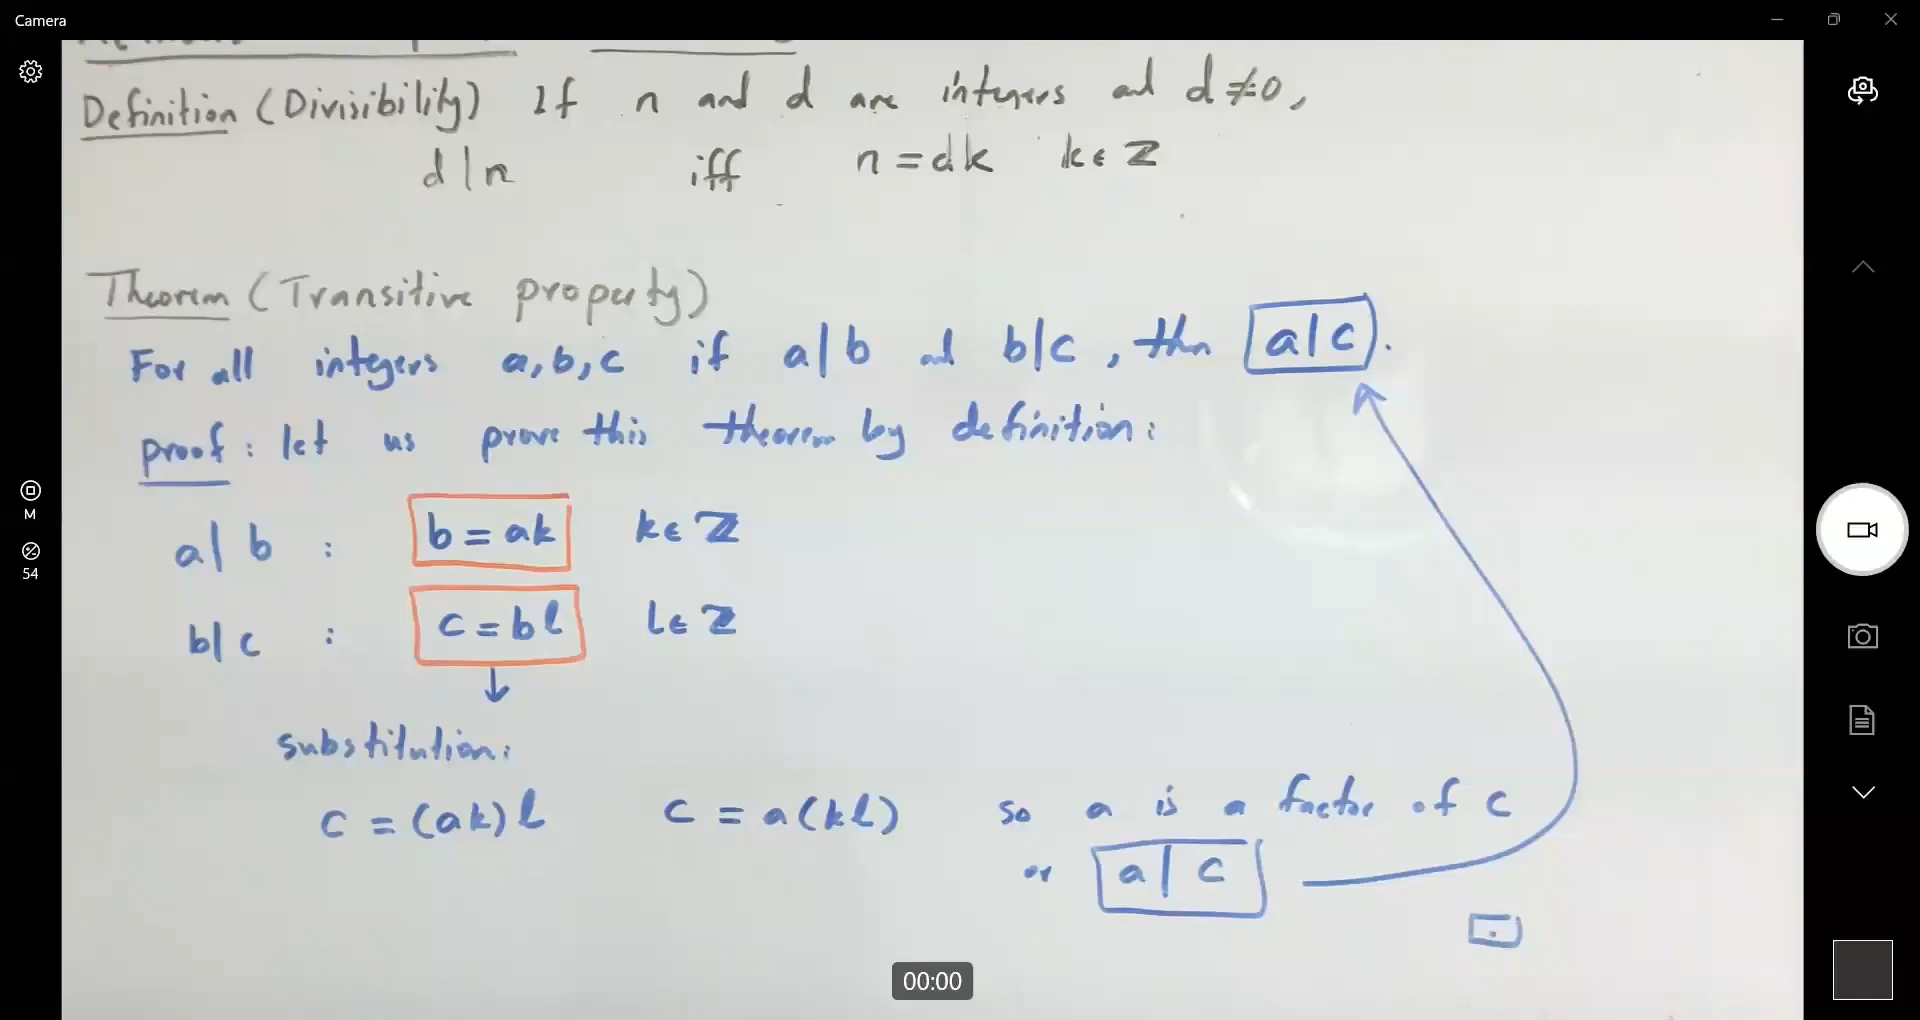 Camera
Definition (Divisibility) If n and d are integers and d≠0,
d|n iff n=dk k∈ℤ
Theorem (Transitive property)
For all integers a,b,c if a|b and b|c, then a|c.
proof: let us prove this theorem by definition:
a|b : b=ak k∈ℤ
M
b|c : c=bl l∈ℤ
54
substitution:
c=(ak)l c=a(kl) so a is a factor of c
or a|c
00:00